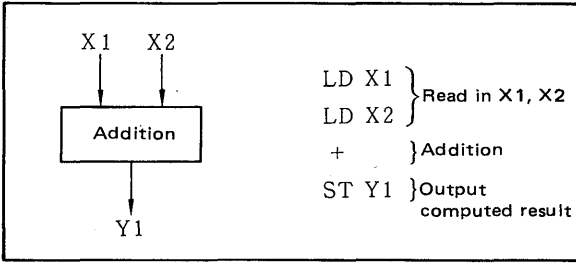 X1 X2
Addition
Y1
LD X1
LD X2
Read in X1, X2
+ Addition
ST Y1 Output
computed result